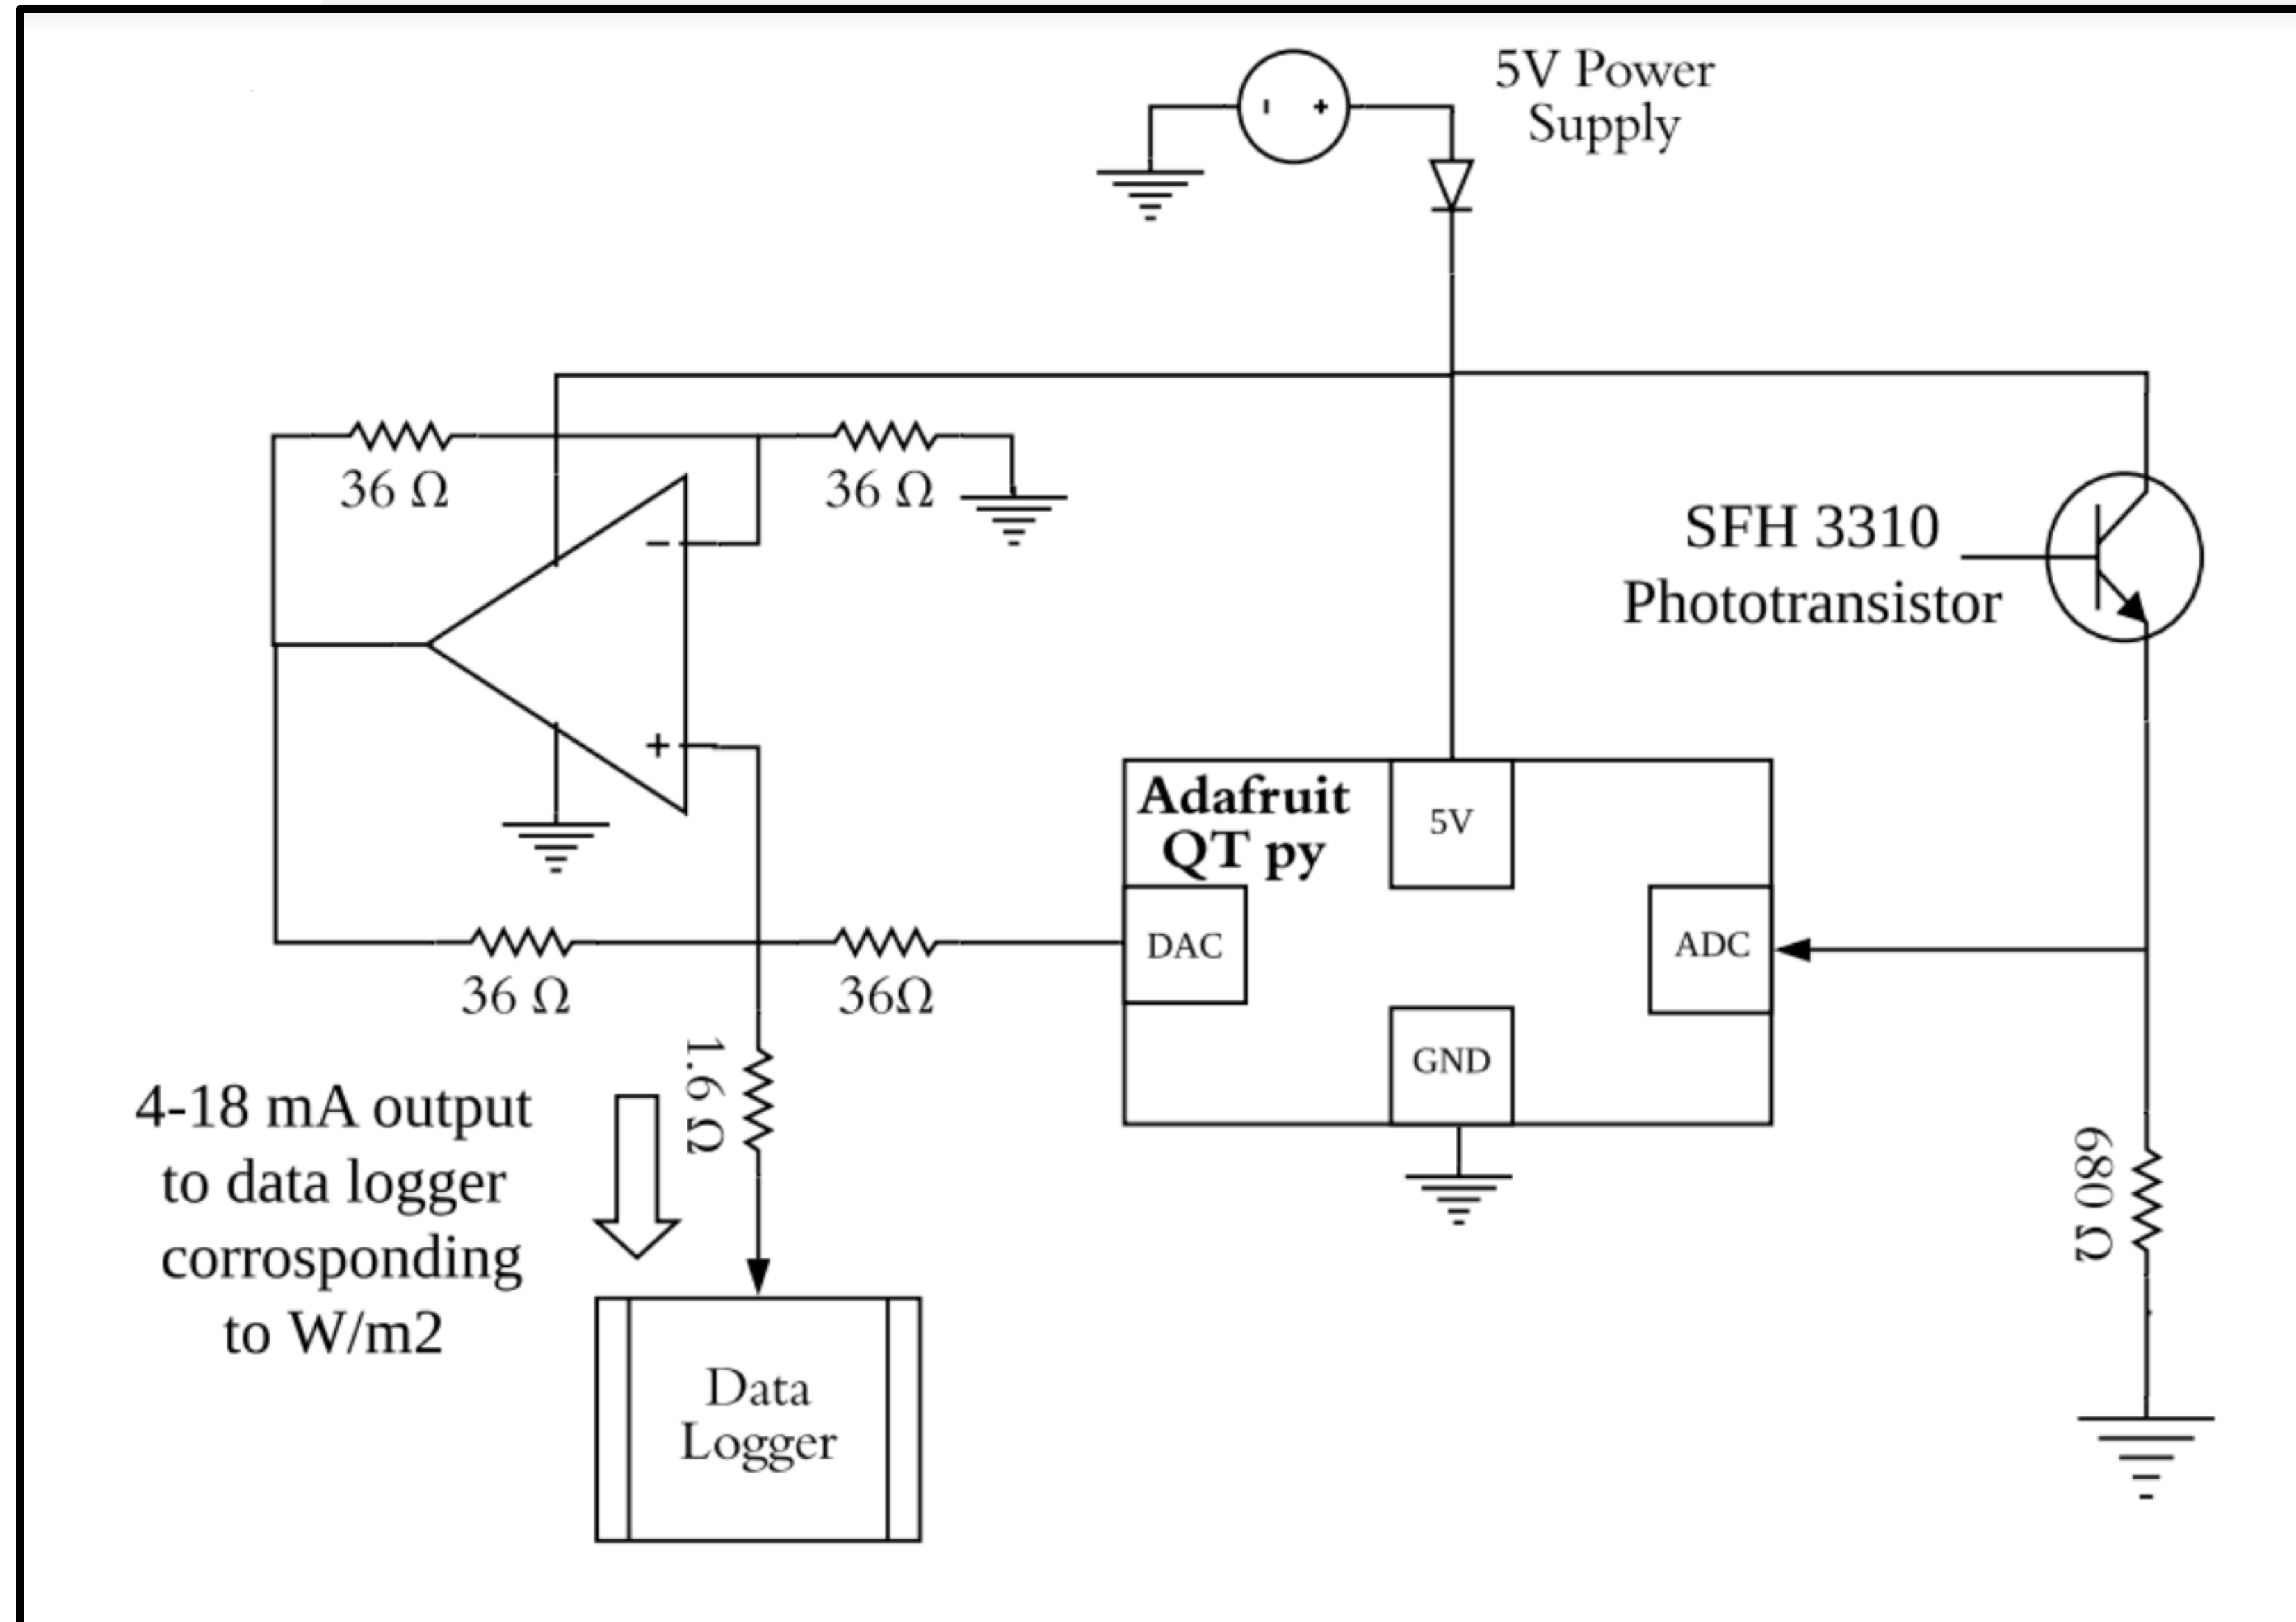 5V Power
Supply
36 Ω
36 Ω
SFH 3310
Phototransistor
−
+
- +
Adafruit
QT py
5V
DAC
ADC
GND
36 Ω
36Ω
1.6 Ω
680 Ω
4-18 mA output
to data logger
corrosponding
to W/m2
Data
Logger